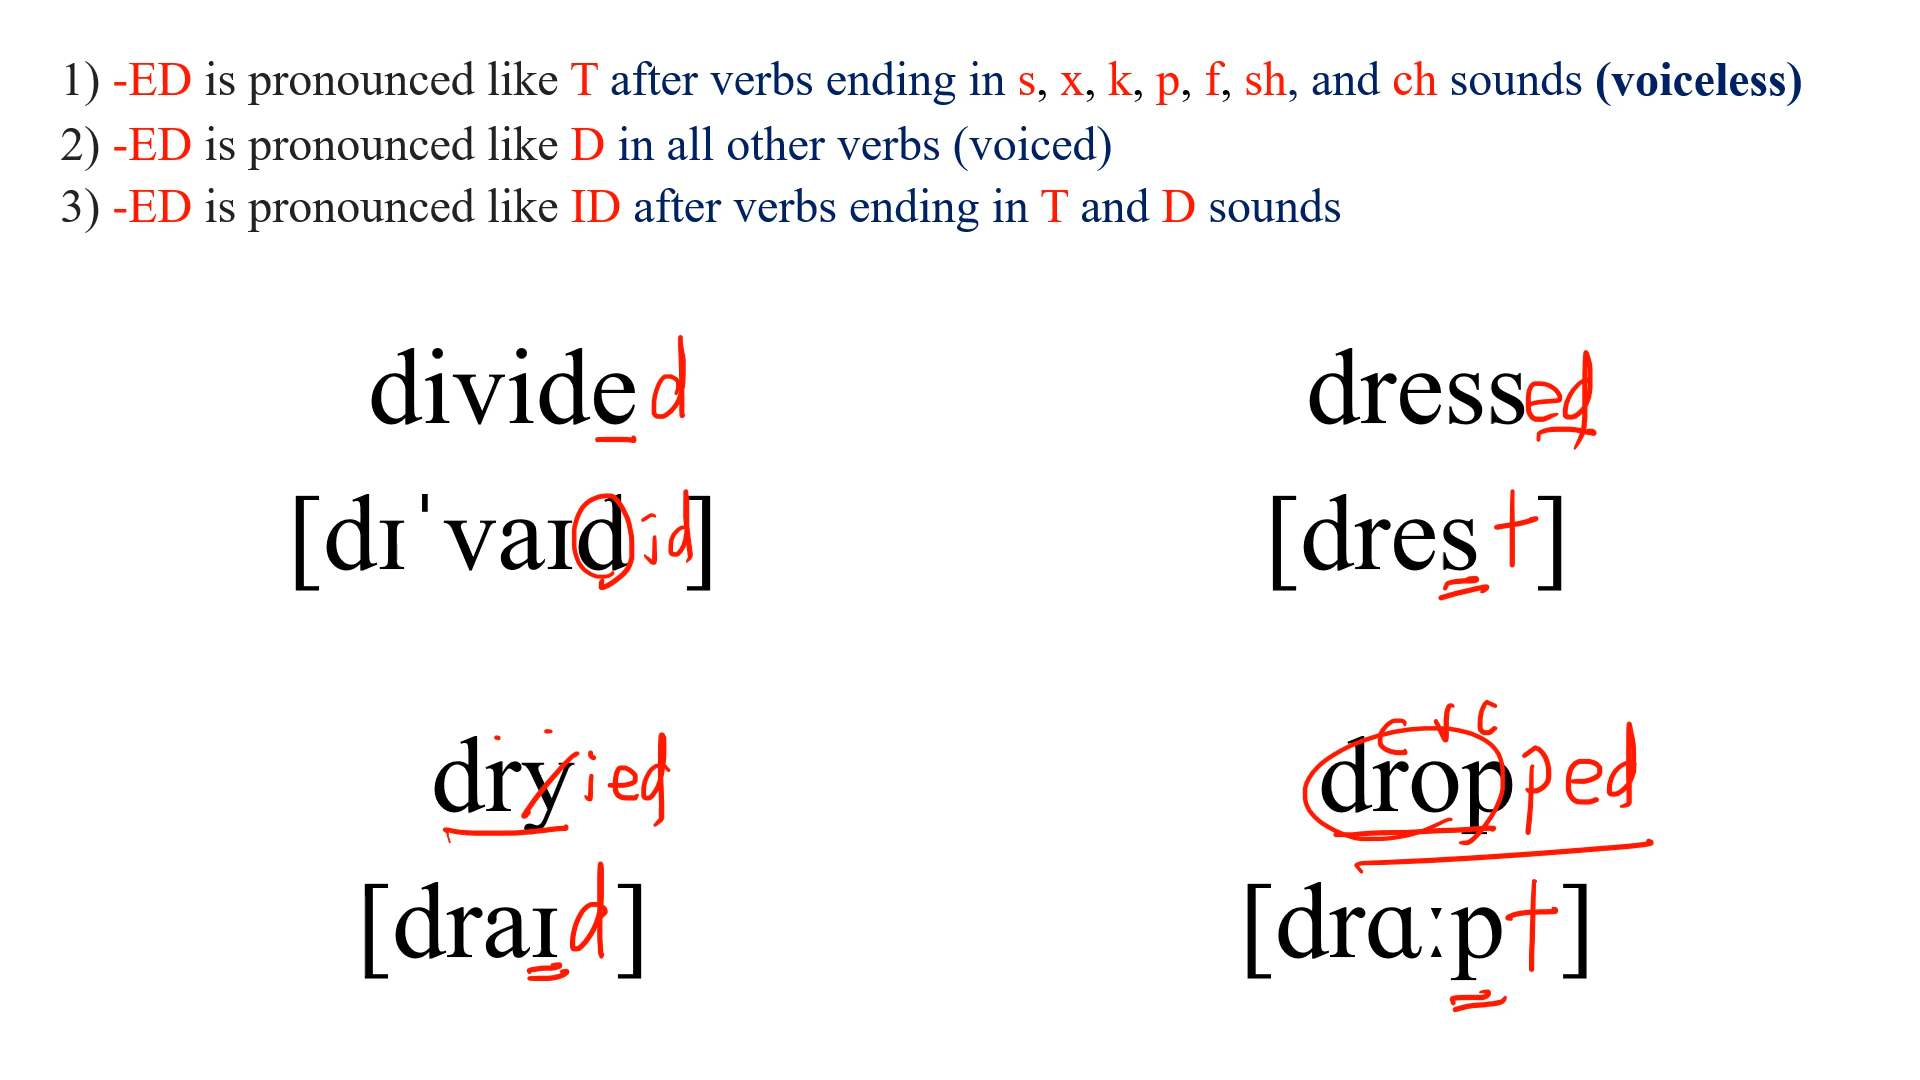 1) -ED is pronounced like T after verbs ending in s, x, k, p, f, sh, and ch sounds (voiceless)
2) -ED is pronounced like D in all other verbs (voiced)
3) -ED is pronounced like ID after verbs ending in T and D sounds
divided
dressed
[dɪˈvaɪdid]
[drest]
cvc
dryied
dropped
[draɪd]
[drɑːpt]